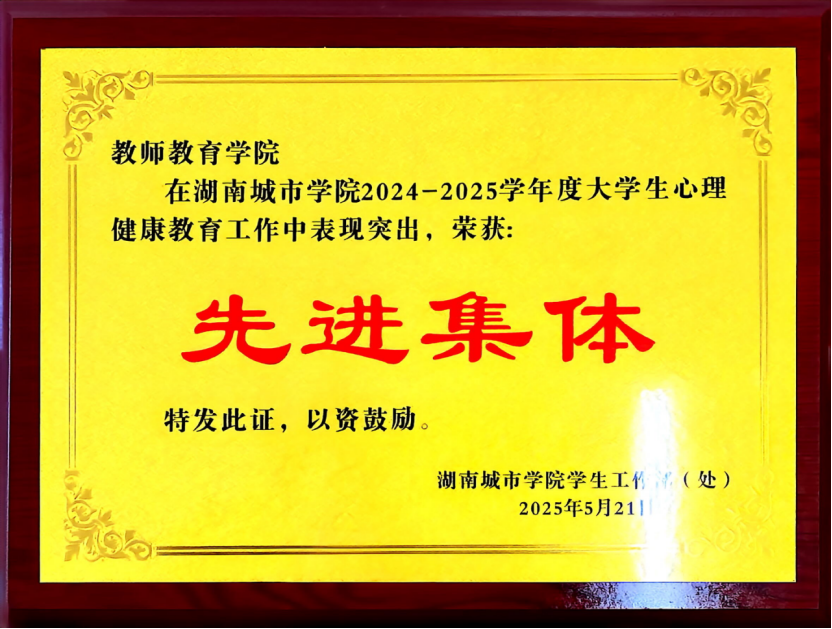 教师教育学院
在湖南城市学院2024-2025学年度大学生心理
健康教育工作中表现突出，荣获:
先进集体
特发此证，以资鼓励。
湖南城市学院学生工作部（处）
2025年5月21日